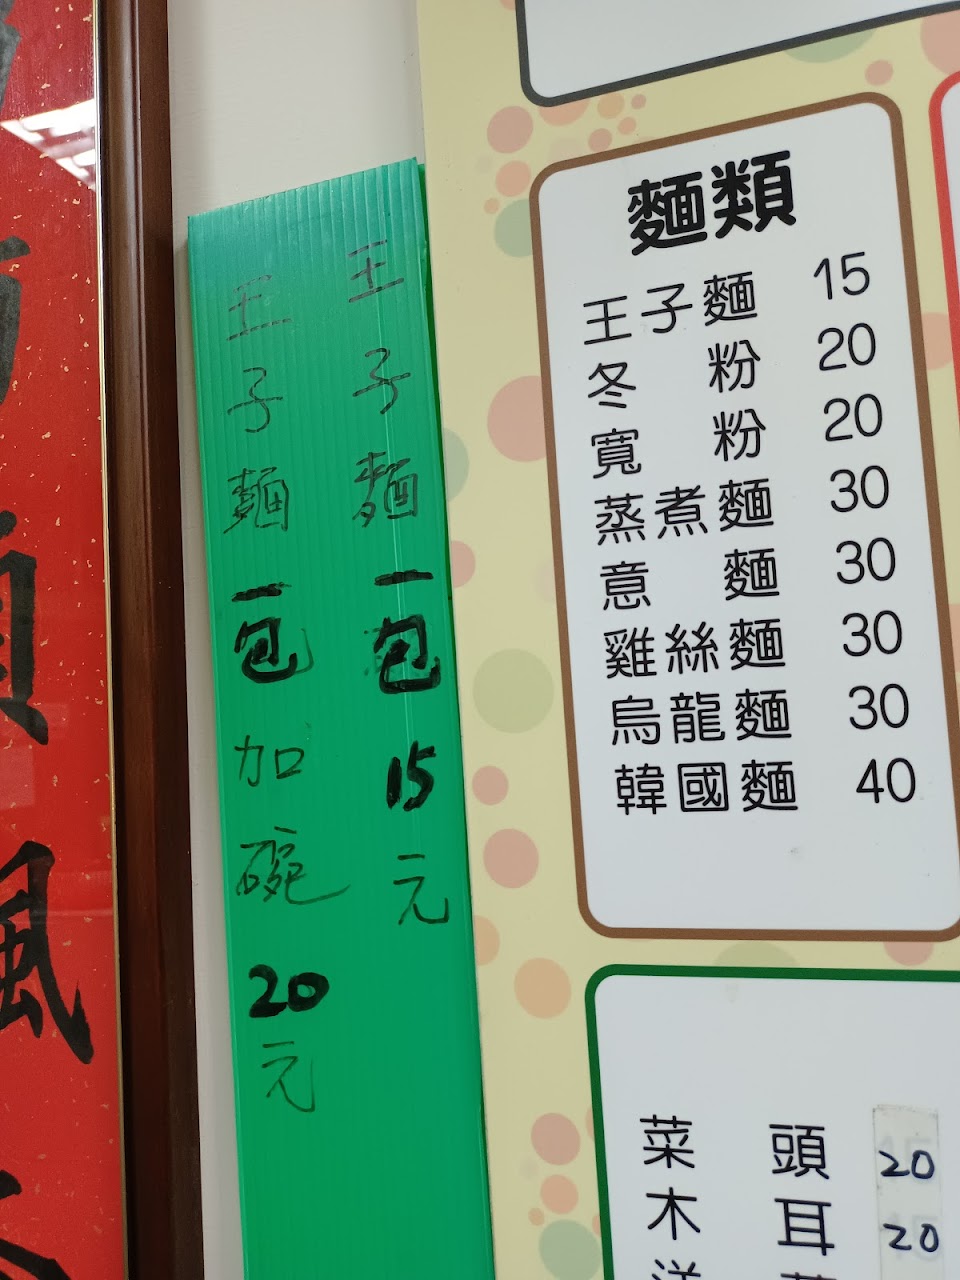 王子麵一包15元
王子麵一包加碗20元
麵類
王子麵 15
冬粉 20
寬粉 20
蒸煮麵 30
意麵 30
雞絲麵 30
烏龍麵 30
韓國麵 40
菜頭 20
木耳 20